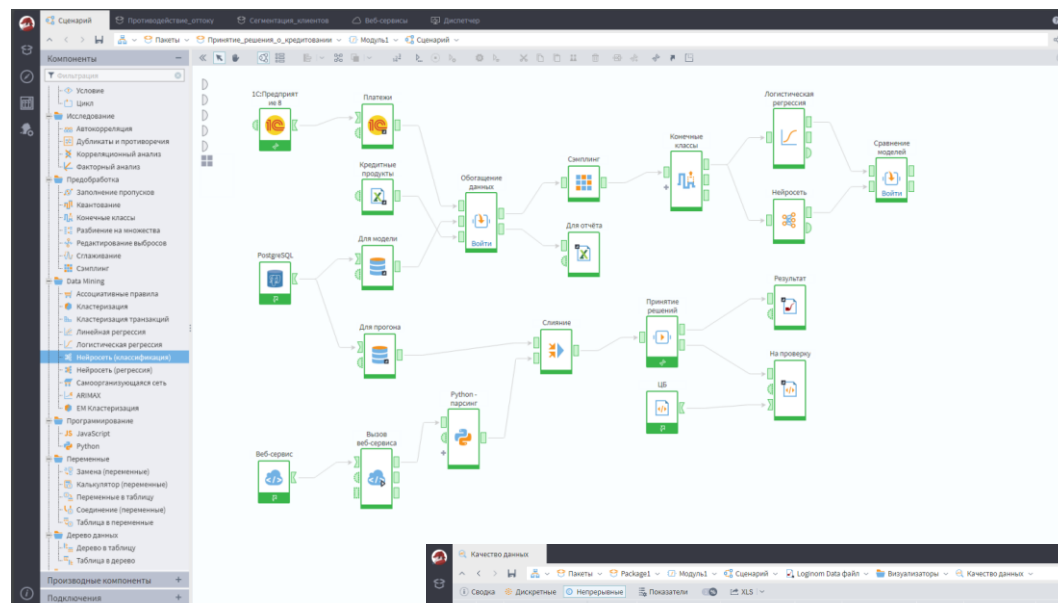 Сценарий
Противодействие_оттоку
Сегментация_клиентов
Веб-сервисы
Диспетчер
Пакеты
Принятие_решения_о_кредитовании
Модуль1
Сценарий
Компоненты
Фильтрация
Условие
Цикл
Исследование
Автокорреляция
Дубликаты и противоречия
Корреляционный анализ
Факторный анализ
Предобработка
Заполнение пропусков
Квантование
Конечные классы
Разбиение на множества
Редактирование выбросов
Сглаживание
Сэмплинг
Data Mining
Ассоциативные правила
Кластеризация
Кластеризация транзакций
Линейная регрессия
Логистическая регрессия
Нейросеть (классификация)
Нейросеть (регрессия)
Самоорганизующаяся сеть
ARIMAX
EM Кластеризация
Программирование
JS JavaScript
Python
Переменные
Замена (переменные)
Калькулятор (переменные)
Переменные в таблицу
Соединение (переменные)
Таблица в переменные
Дерево данных
Дерево в таблицу
Таблица в дерево
Производные компоненты
Подключения
1С:Предприят
ие 8
Платежи
Кредитные
продукты
Обогащение
данных
Войти
Сэмплинг
Для отчёта
Конечные
классы
Логистическая
регрессия
Нейросеть
Сравнение
моделей
Войти
PostgreSQL
Для модели
Для прогона
Слияние
Принятие
решений
Результат
На проверку
ЦБ
Python -
парсинг
Веб-сервис
Вызов
веб-сервиса
Качество данных
Пакеты
Package1
Модуль1
Сценарий
Loginom Data файл
Визуализаторы
Качество данных
Сводка
Дискретные
Непрерывные
Показатели
XLS